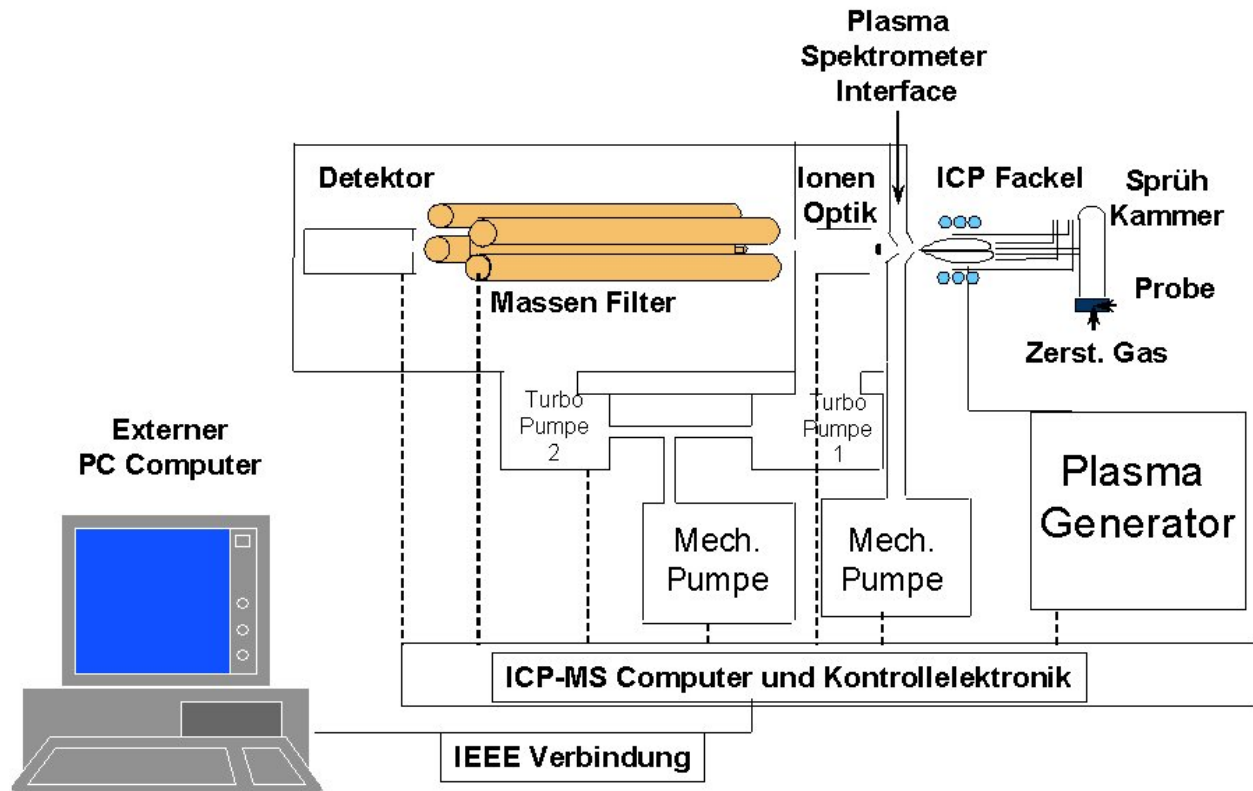 Plasma
Spektrometer
Interface
Detektor
Ionen
Optik
ICP Fackel
Sprüh
Kammer
Massen Filter
Probe
Zerst. Gas
Turbo
Pumpe
2
Turbo
Pumpe
1
Externer
PC Computer
Mech.
Pumpe
Mech.
Pumpe
Plasma
Generator
ICP-MS Computer und Kontrollelektronik
IEEE Verbindung